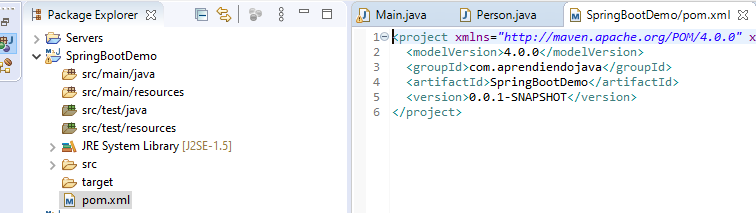 Package Explorer
Servers
SpringBootDemo
src/main/java
src/main/resources
src/test/java
src/test/resources
JRE System Library [J2SE-1.5]
src
target
pom.xml
Main.java
Person.java
SpringBootDemo/pom.xml
1 <project xmlns="http://maven.apache.org/POM/4.0.0" x
2 <modelVersion>4.0.0</modelVersion>
3 <groupId>com.aprendiendojava</groupId>
4 <artifactId>SpringBootDemo</artifactId>
5 <version>0.0.1-SNAPSHOT</version>
6 </project>